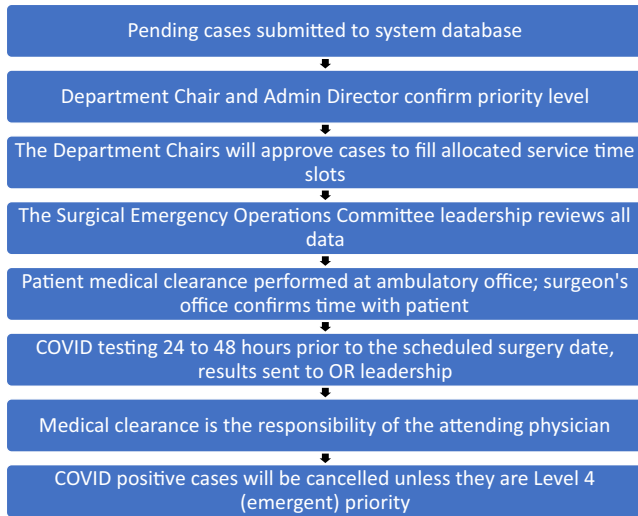 Pending cases submitted to system database
Department Chair and Admin Director confirm priority level
The Department Chairs will approve cases to fill allocated service time
slots
The Surgical Emergency Operations Committee leadership reviews all
data
Patient medical clearance performed at ambulatory office; surgeon's
office confirms time with patient
COVID testing 24 to 48 hours prior to the scheduled surgery date,
results sent to OR leadership
Medical clearance is the responsibility of the attending physician
COVID positive cases will be cancelled unless they are Level 4
(emergent) priority